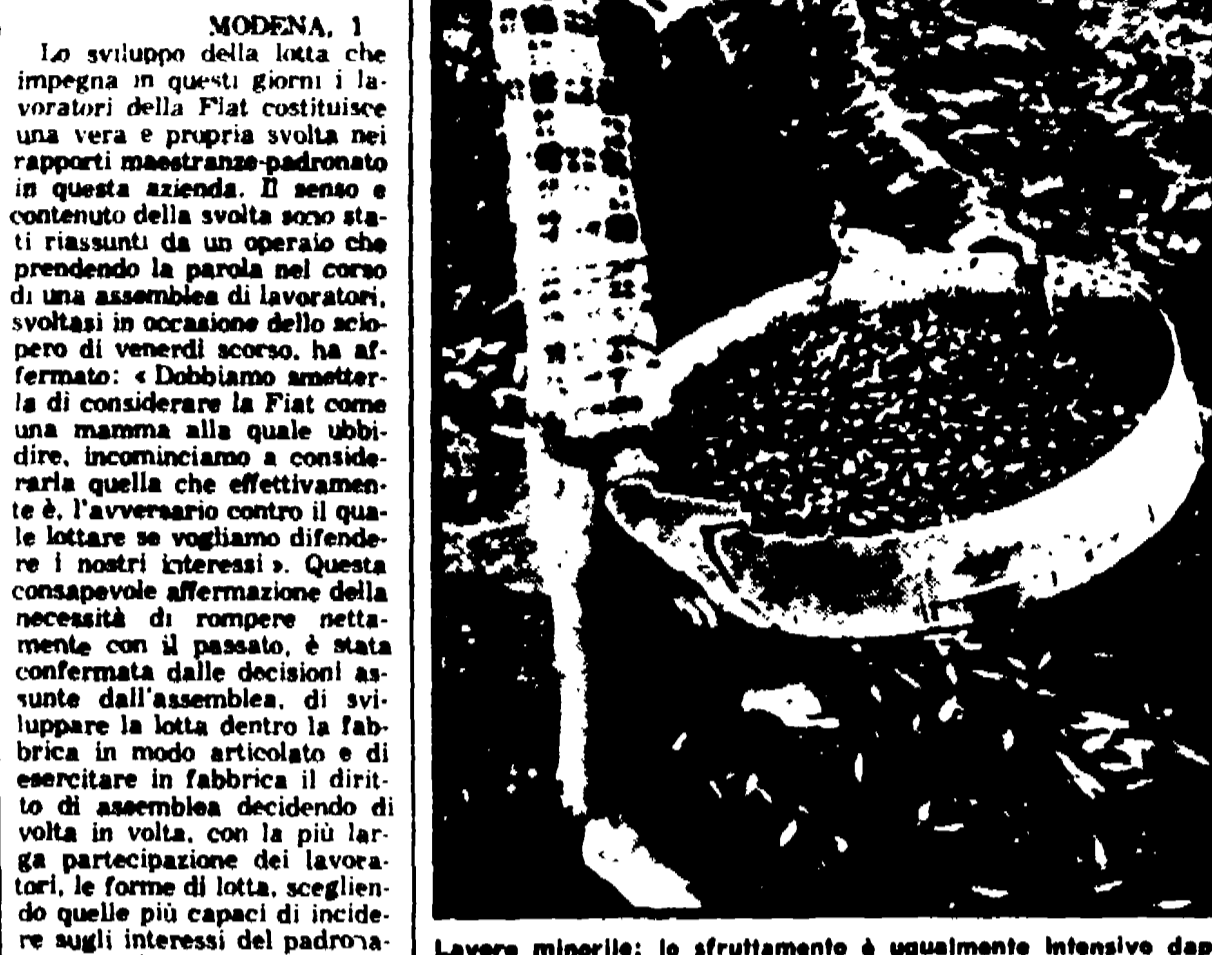 MODENA, 1
Lo sviluppo della lotta che
impegna in questi giorni i la-
voratori della Fiat costituisce
una vera e propria svolta nei
rapporti maestranze-padronato
in questa azienda. Il senso e
contenuto della svolta sono sta-
ti riassunti da un operaio che
prendendo la parola nel corso
di una assemblea di lavoratori,
svoltasi in occasione dello scio-
pero di venerdì scorso, ha af-
fermato: « Dobbiamo smetter-
la di considerare la Fiat come
una mamma alla quale ubbi-
dire, incominciamo a conside-
rarla quella che effettivamen-
te è, l'avversario contro il qua-
le lottare se vogliamo difende-
re i nostri interessi ». Questa
consapevole affermazione della
necessità di rompere netta-
mente con il passato, è stata
confermata dalle decisioni as-
sunte dall'assemblea, di svi-
luppare la lotta dentro la fab-
brica in modo articolato e di
esercitare in fabbrica il dirit-
to di assemblea decidendo di
volta in volta, con la più lar-
ga partecipazione dei lavora-
tori, le forme di lotta, sceglien-
do quelle più capaci di incide-
re sugli interessi del padrona-
Lavoro minorile: lo sfruttamento è ugualmente intensivo dap